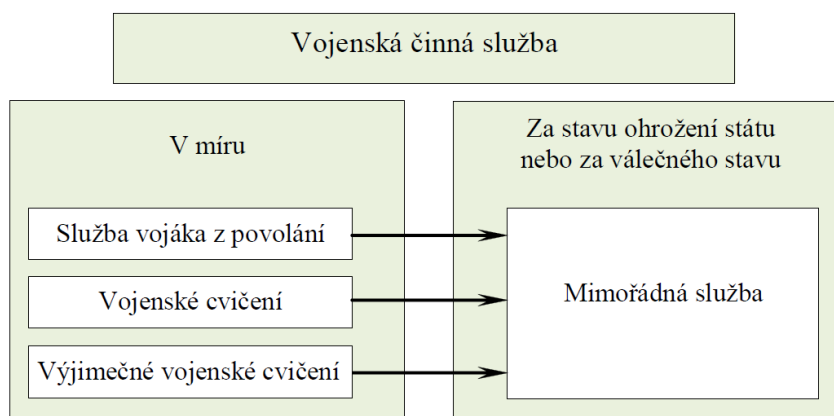 Vojenská činná služba
V míru
Služba vojáka z povolání
Vojenské cvičení
Výjimečné vojenské cvičení
Za stavu ohrožení státu
nebo za válečného stavu
Mimořádná služba